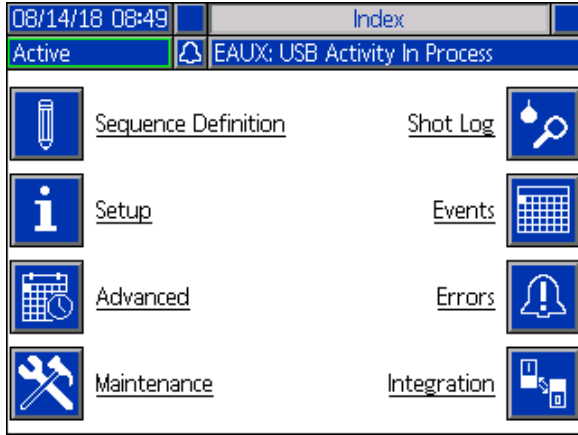 08/14/18 08:49 Index
Active EAUX: USB Activity In Process
Sequence Definition Shot Log
Setup Events
Advanced Errors
Maintenance Integration